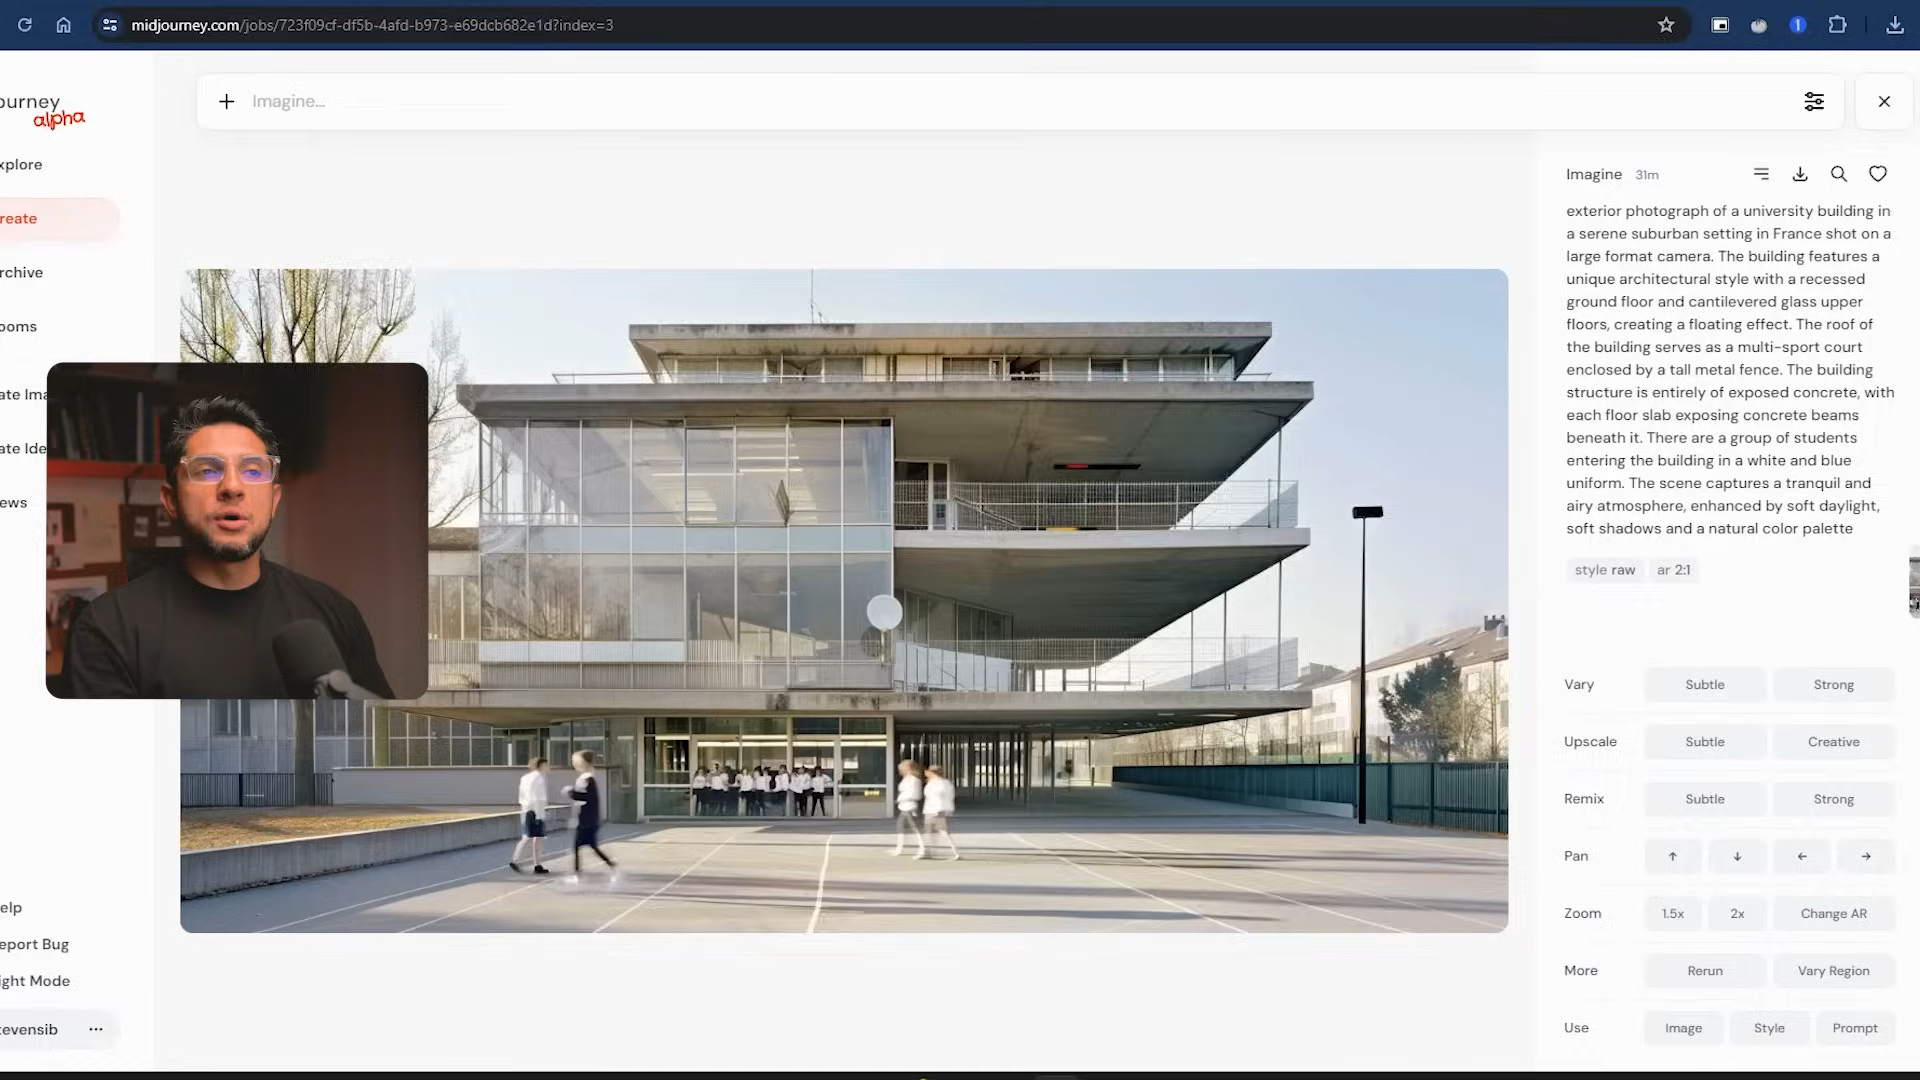 midjourney.com/jobs/723f09cf-df5b-4afd-b973-e69dcb682e1d?index=3
1
Imagine...
ourney
alpha
xplore
reate
rchive
ooms
ate Ima
ate Ide
ews
elp
eport Bug
ight Mode
evensib
Imagine 31m
exterior photograph of a university building in
a serene suburban setting in France shot on a
large format camera. The building features a
unique architectural style with a recessed
ground floor and cantilevered glass upper
floors, creating a floating effect. The roof of
the building serves as a multi-sport court
enclosed by a tall metal fence. The building
structure is entirely of exposed concrete, with
each floor slab exposing concrete beams
beneath it. There are a group of students
entering the building in a white and blue
uniform. The scene captures a tranquil and
airy atmosphere, enhanced by soft daylight,
soft shadows and a natural color palette
style raw ar 2:1
Vary Subtle Strong
Upscale Subtle Creative
Remix Subtle Strong
Pan
Zoom 1.5x 2x Change AR
More Rerun Vary Region
Use Image Style Prompt